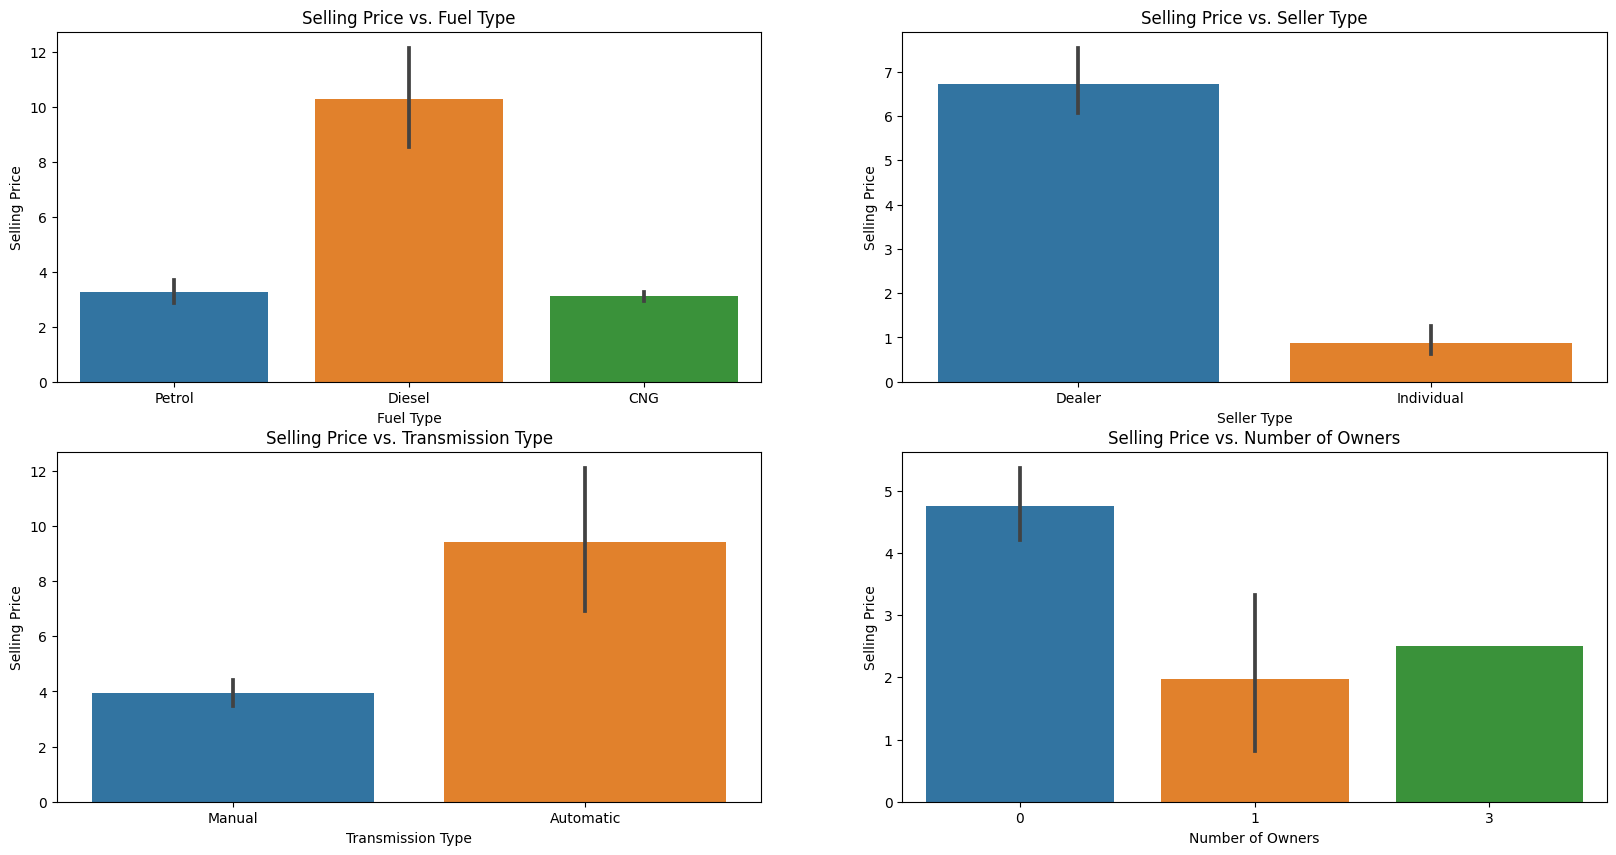 Selling Price vs. Fuel Type
12
10
8
6
4
2
0
Selling Price
Petrol
Diesel
CNG
Fuel Type
Selling Price vs. Seller Type
7
6
5
4
3
2
1
0
Selling Price
Dealer
Individual
Seller Type
Selling Price vs. Transmission Type
12
10
8
6
4
2
0
Selling Price
Manual
Automatic
Transmission Type
Selling Price vs. Number of Owners
5
4
3
2
1
0
Selling Price
0
1
3
Number of Owners